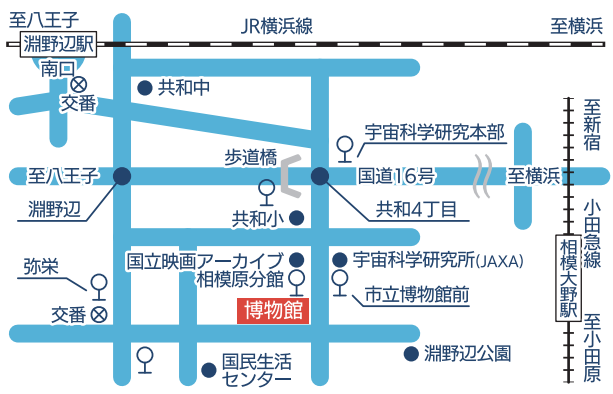 至八王子
JR横浜線
至横浜
淵野辺駅
南口
交番
共和中
至新宿
宇宙科学研究本部
歩道橋
至八王子
国道16号
至横浜
淵野辺
共和4丁目
共和小
小田急線
国立映画アーカイブ
相模原分館
宇宙科学研究所(JAXA)
相模大野駅
弥栄
市立博物館前
博物館
交番
至小田原
国民生活
センター
淵野辺公園